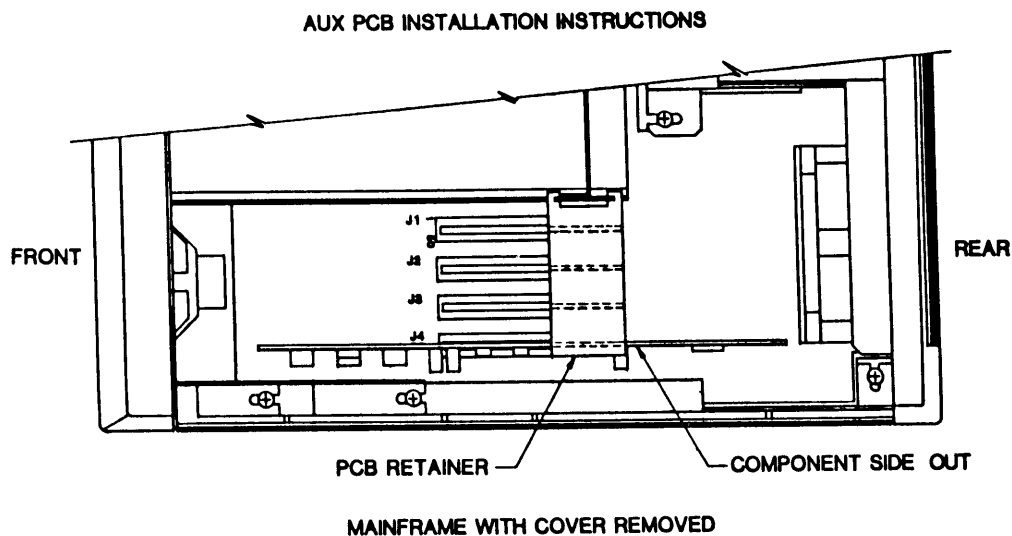 AUX PCB INSTALLATION INSTRUCTIONS
J1
FRONT
REAR
J2
J3
J4
PCB RETAINER
COMPONENT SIDE OUT
MAINFRAME WITH COVER REMOVED